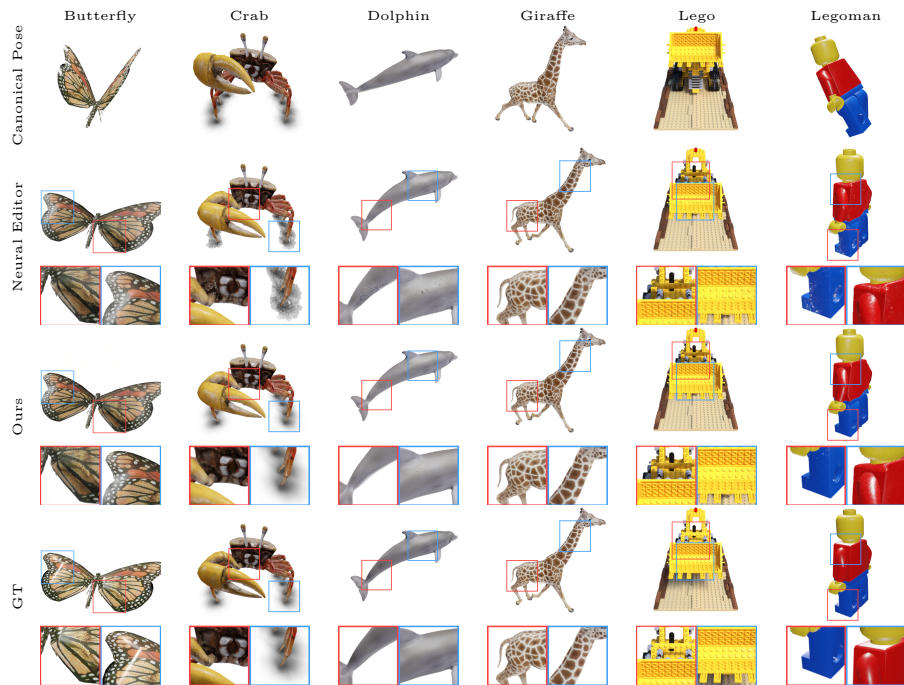 Butterfly Crab Dolphin Giraffe Lego Legoman
Canonical Pose
Neural Editor
Ours
GT